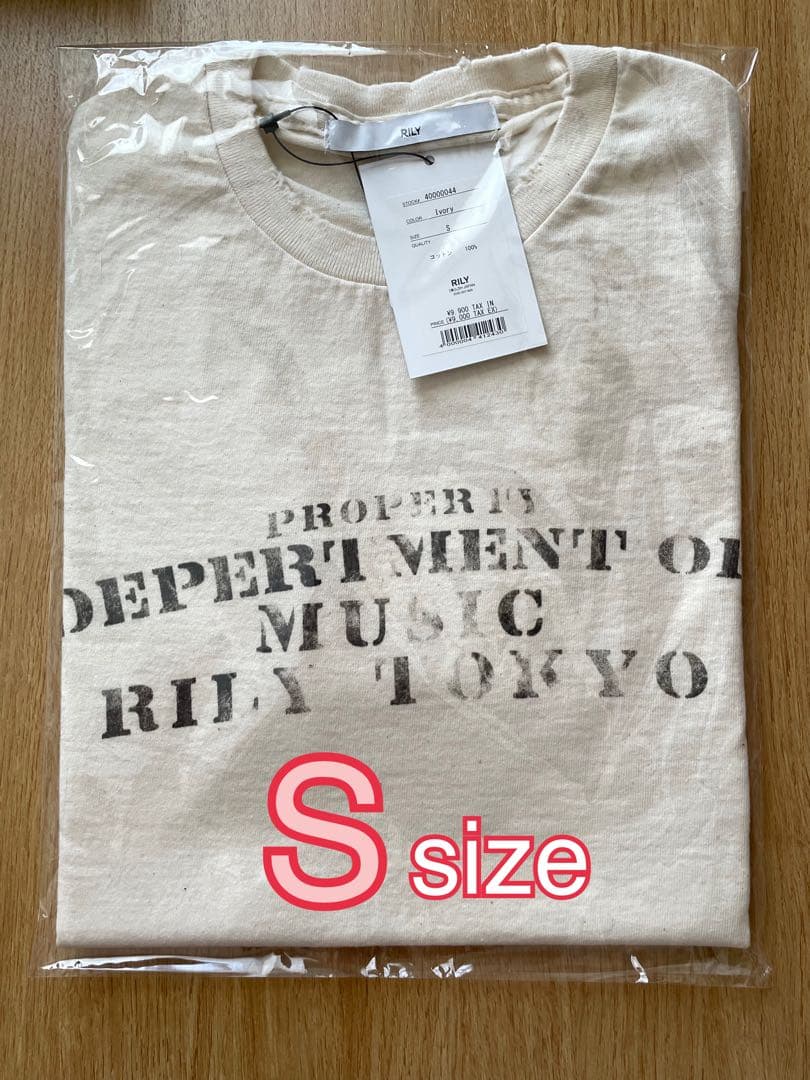 RILY
STOCK# 40000044
COLOR Ivory
SIZE S
QUALITY
コットン 100%
RILY
¥9 900 TAX IN
PRICE(¥9 000 TAX EX)
PROPERTY
DEPERTMENT OF
MUSIC
RILY TOKYO
S size